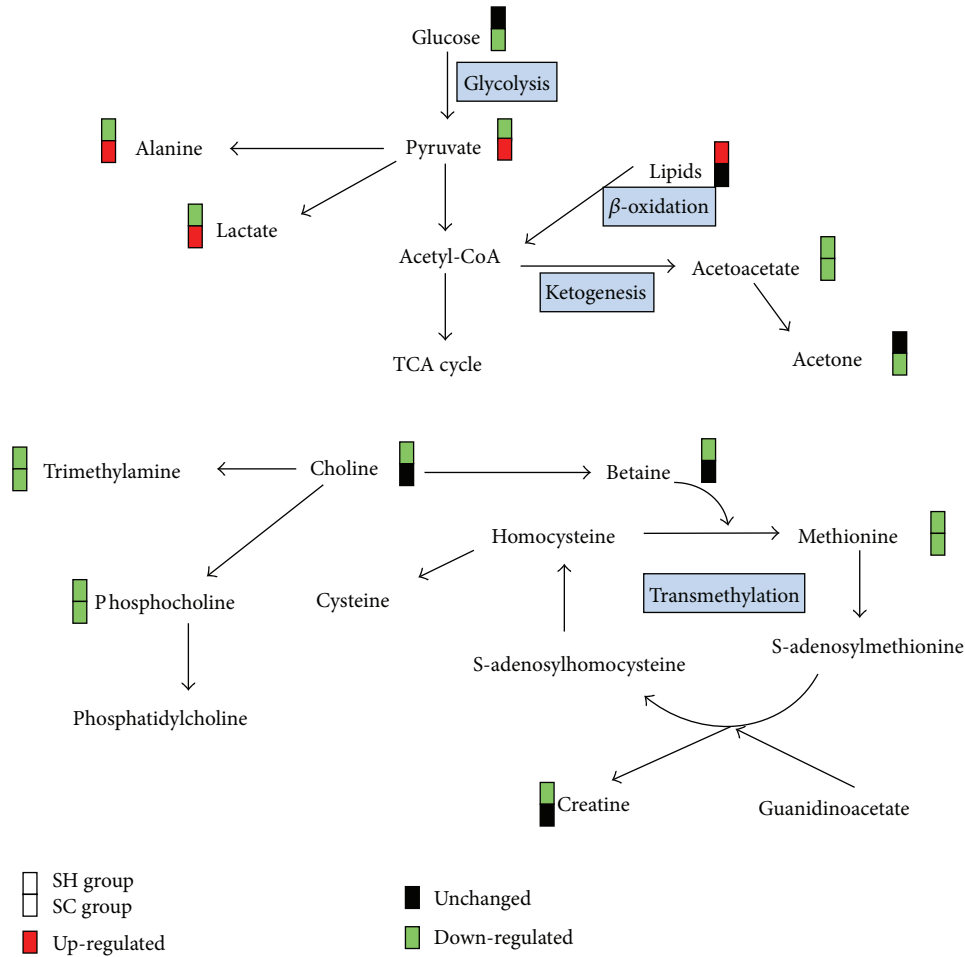 Glucose
Glycolysis
Alanine
Pyruvate
Lipids
β-oxidation
Lactate
Acetyl-CoA
Acetoacetate
Ketogenesis
TCA cycle
Acetone
Trimethylamine
Choline
Betaine
Homocysteine
Methionine
Phosphocholine
Cysteine
Transmethylation
S-adenosylmethionine
S-adenosylhomocysteine
Phosphatidylcholine
Creatine
Guanidinoacetate
SH group
SC group
Up-regulated
Unchanged
Down-regulated